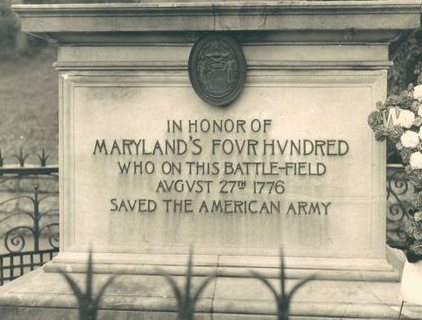 IN HONOR OF
MARYLAND'S FOVR HVNDRED
WHO ON THIS BATTLE-FIELD
AVGVST 27TH 1776
SAVED THE AMERICAN ARMY